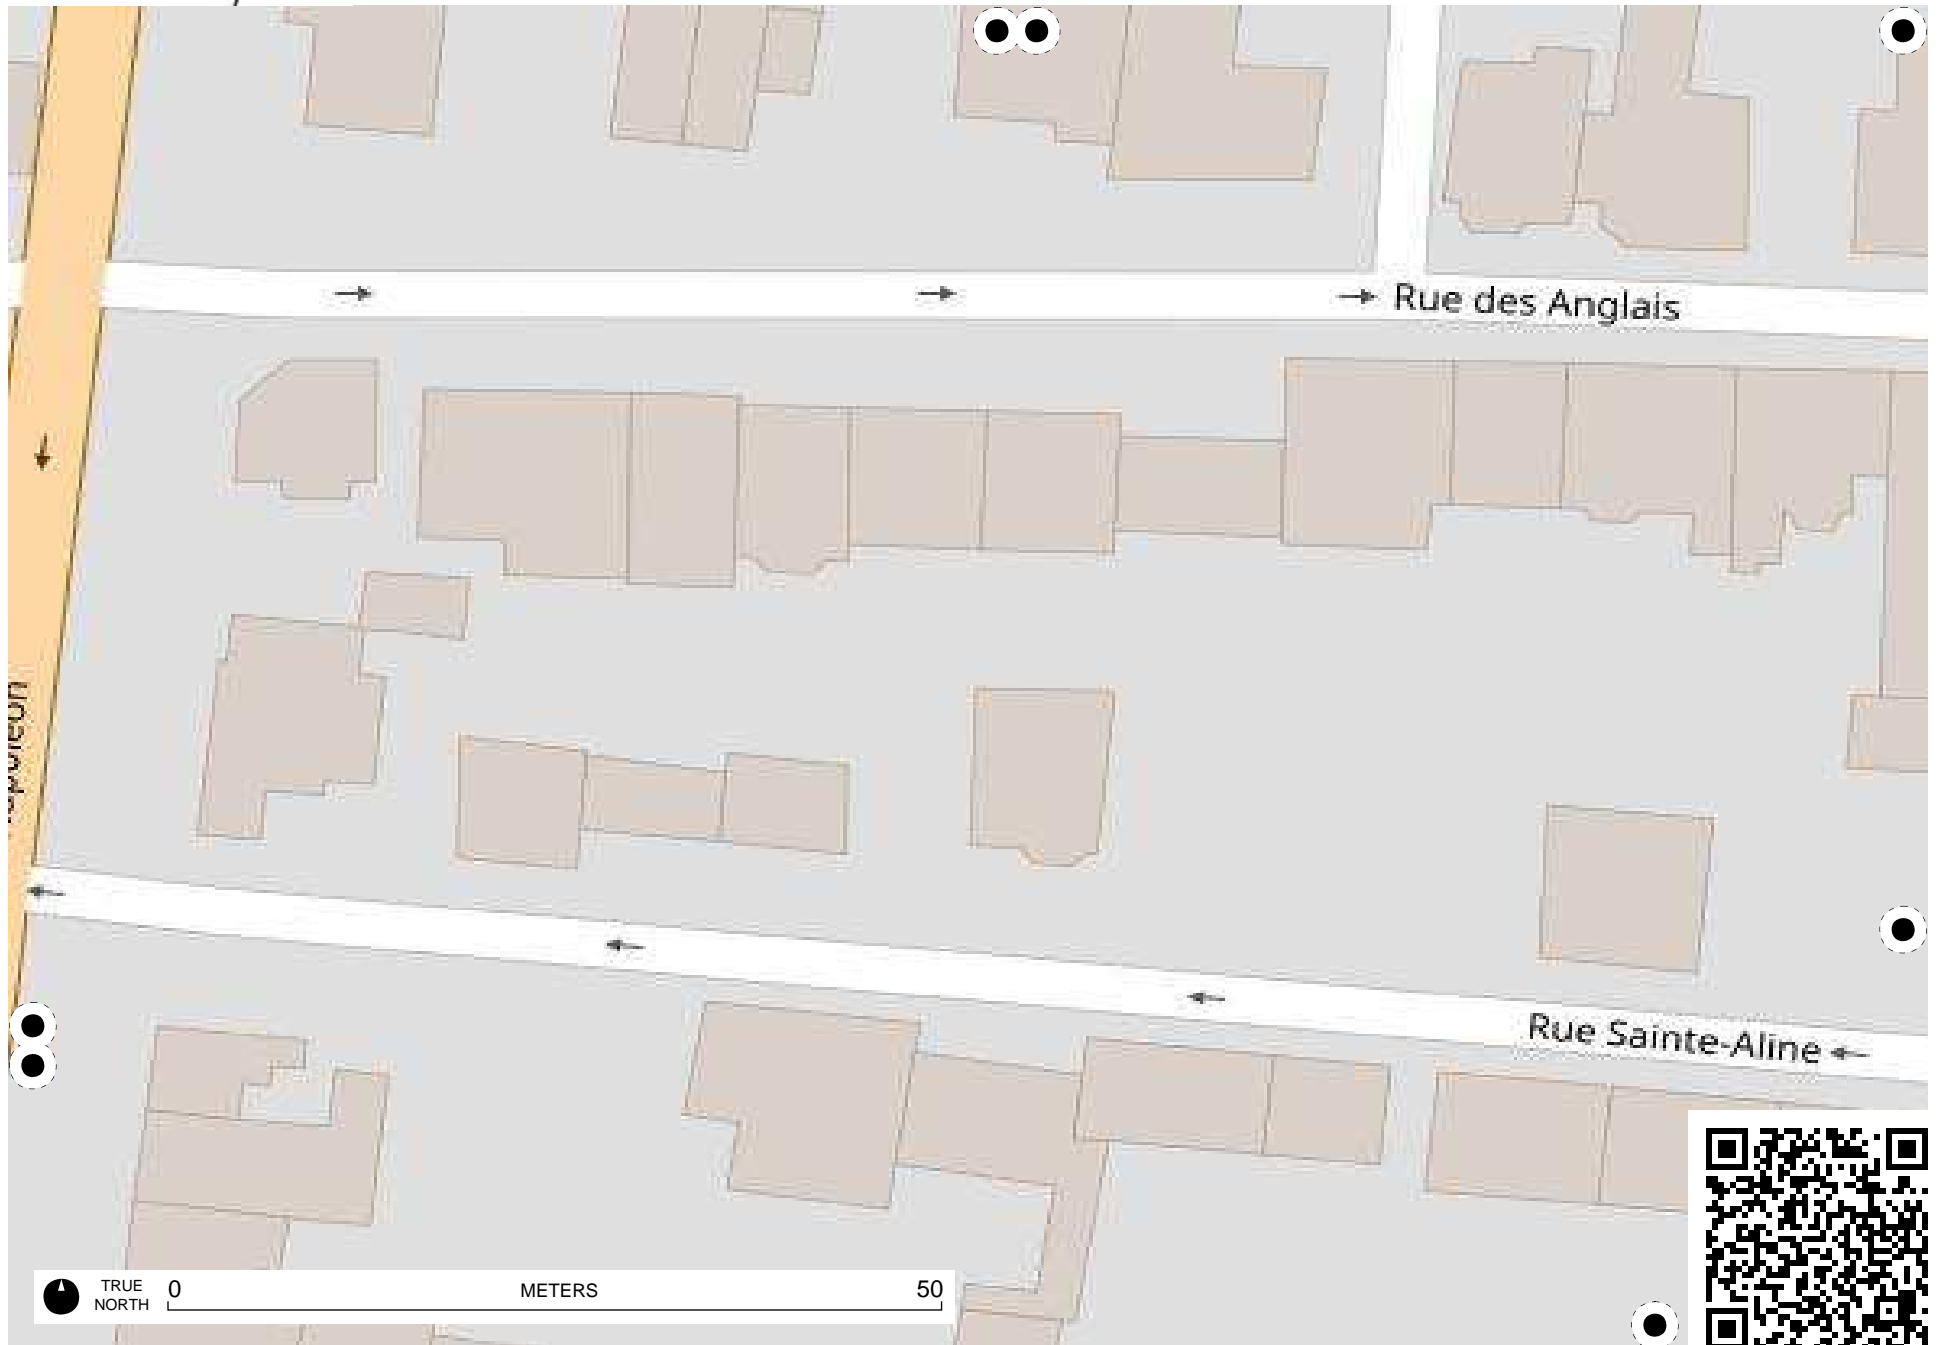 Rue des Anglais
Rue Sainte-Aline
TRUE
NORTH
0 METERS 50